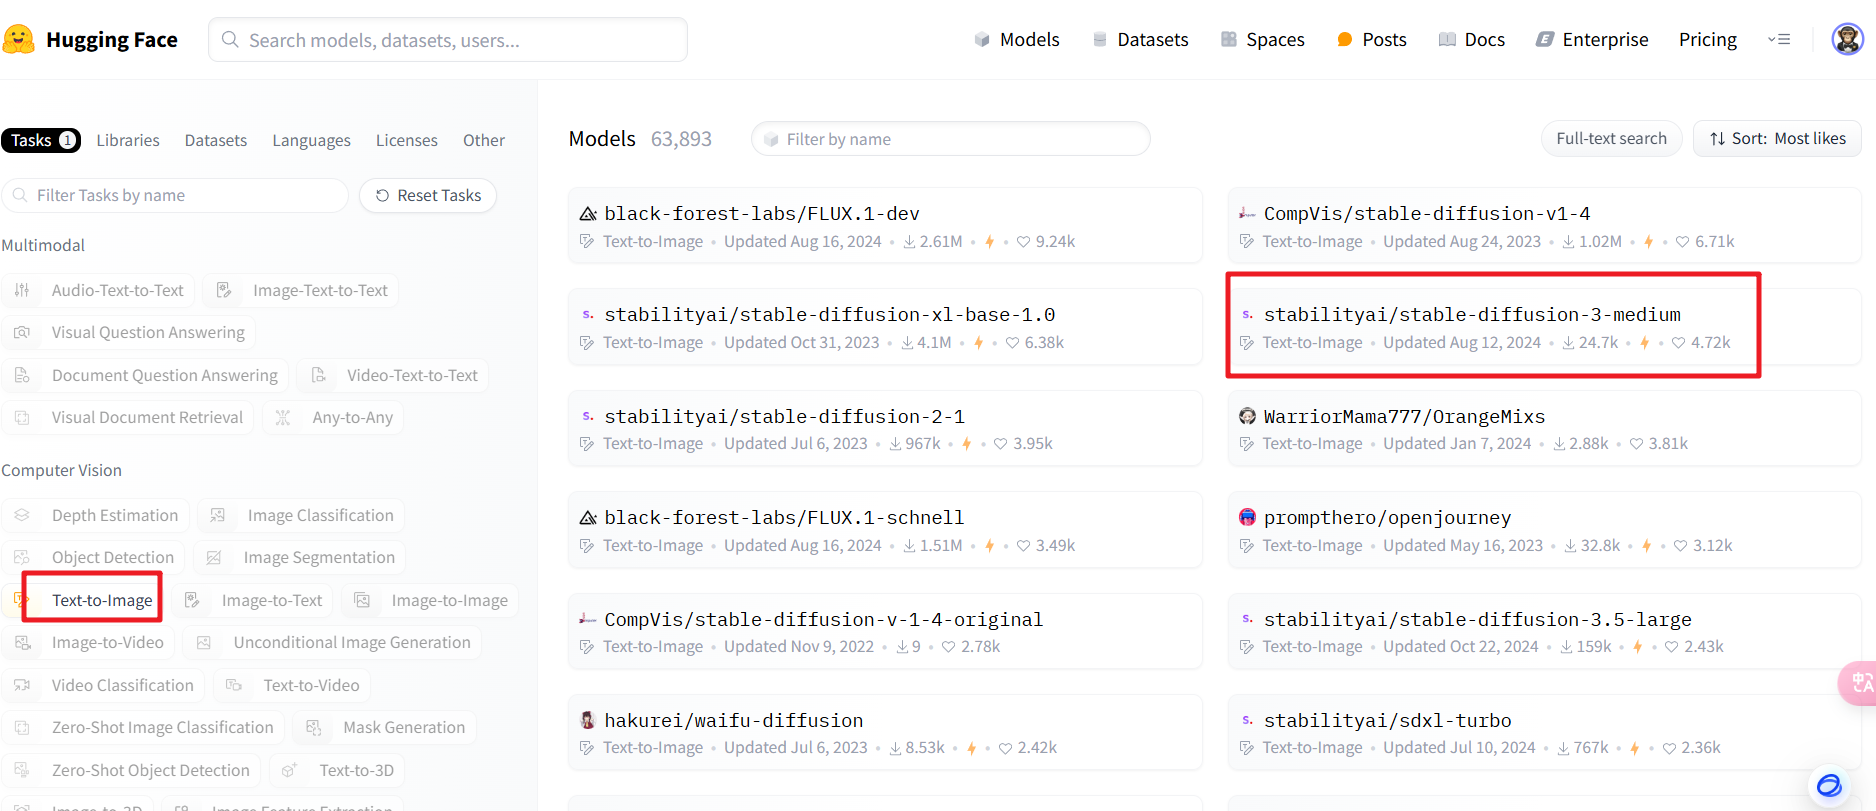 Hugging Face
Search models, datasets, users...
Models
Datasets
Spaces
Posts
Docs
Enterprise
Pricing
Tasks 1
Libraries
Datasets
Languages
Licenses
Other
Filter Tasks by name
Reset Tasks
Multimodal
Audio-Text-to-Text
Image-Text-to-Text
Visual Question Answering
Document Question Answering
Video-Text-to-Text
Visual Document Retrieval
Any-to-Any
Computer Vision
Depth Estimation
Image Classification
Object Detection
Image Segmentation
Text-to-Image
Image-to-Text
Image-to-Image
Image-to-Video
Unconditional Image Generation
Video Classification
Text-to-Video
Zero-Shot Image Classification
Mask Generation
Zero-Shot Object Detection
Text-to-3D
Image-to-3D
Image Feature Extraction
Models 63,893
Filter by name
Full-text search
Sort: Most likes
black-forest-labs/FLUX.1-dev
Text-to-Image • Updated Aug 16, 2024 • 2.61M • 9.24k
CompVis/stable-diffusion-v1-4
Text-to-Image • Updated Aug 24, 2023 • 1.02M • 6.71k
s. stabilityai/stable-diffusion-xl-base-1.0
Text-to-Image • Updated Oct 31, 2023 • 4.1M • 6.38k
s. stabilityai/stable-diffusion-3-medium
Text-to-Image • Updated Aug 12, 2024 • 24.7k • 4.72k
s. stabilityai/stable-diffusion-2-1
Text-to-Image • Updated Jul 6, 2023 • 967k • 3.95k
WarriorMama777/OrangeMixs
Text-to-Image • Updated Jan 7, 2024 • 2.88k • 3.81k
black-forest-labs/FLUX.1-schnell
Text-to-Image • Updated Aug 16, 2024 • 1.51M • 3.49k
prompthero/openjourney
Text-to-Image • Updated May 16, 2023 • 32.8k • 3.12k
CompVis/stable-diffusion-v-1-4-original
Text-to-Image • Updated Nov 9, 2022 • 9 • 2.78k
s. stabilityai/stable-diffusion-3.5-large
Text-to-Image • Updated Oct 22, 2024 • 159k • 2.43k
hakurei/waifu-diffusion
Text-to-Image • Updated Jul 6, 2023 • 8.53k • 2.42k
s. stabilityai/sdxl-turbo
Text-to-Image • Updated Jul 10, 2024 • 767k • 2.36k
中A